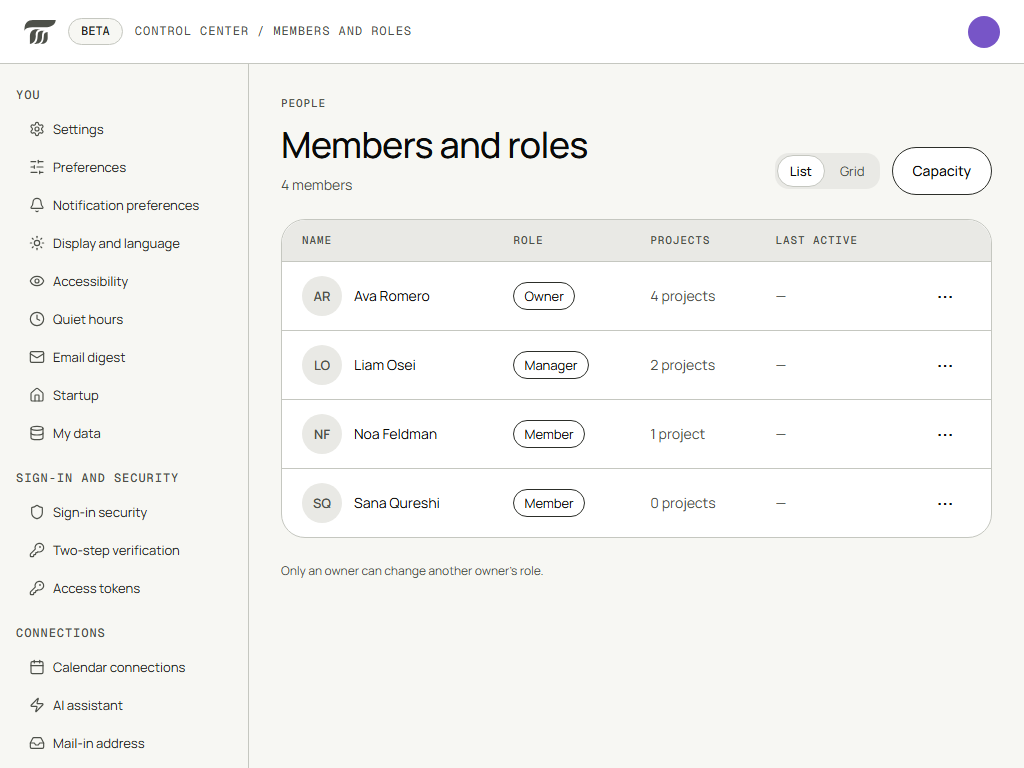 BETA CONTROL CENTER / MEMBERS AND ROLES
YOU
Settings
Preferences
Notification preferences
Display and language
Accessibility
Quiet hours
Email digest
Startup
My data
SIGN-IN AND SECURITY
Sign-in security
Two-step verification
Access tokens
CONNECTIONS
Calendar connections
AI assistant
Mail-in address
PEOPLE
Members and roles
4 members
List Grid Capacity
NAME ROLE PROJECTS LAST ACTIVE
AR Ava Romero Owner 4 projects — ...
LO Liam Osei Manager 2 projects — ...
NF Noa Feldman Member 1 project — ...
SQ Sana Qureshi Member 0 projects — ...
Only an owner can change another owner's role.